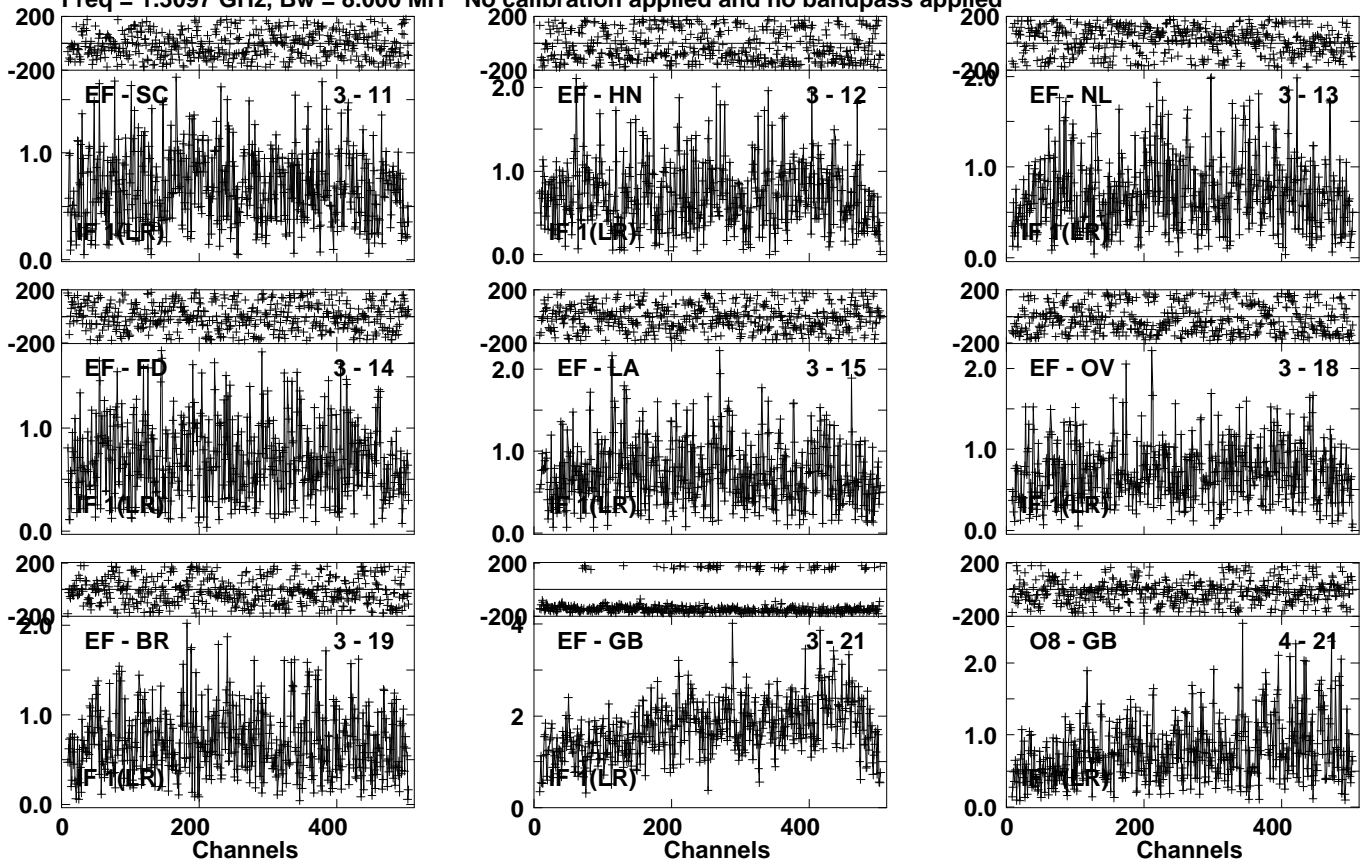 Freq = 1.3097 GHz, Bw = 8.000 MH No calibration applied and no bandpass applied
200
-200
EF - SC 3 - 11
1.0
IF 1(LR)
0.0
200
-200
2.0
EF - HN 3 - 12
1.0
IF 1(LR)
0.0
200
-200
2.0
EF - NL 3 - 13
1.0
IF 1(LR)
0.0
200
-200
EF - FD 3 - 14
1.0
IF 1(LR)
0.0
200
-200
2.0
EF - LA 3 - 15
1.0
IF 1(LR)
0.0
200
-200
2.0
EF - OV 3 - 18
1.0
IF 1(LR)
0.0
200
-200
2.0
EF - BR 3 - 19
1.0
IF 1(LR)
0.0
0 200 400
Channels
200
-200
4
EF - GB 3 - 21
2
IF 1(LR)
0
0 200 400
Channels
200
-200
O8 - GB 4 - 21
2.0
1.0
IF 1(LR)
0.0
0 200 400
Channels